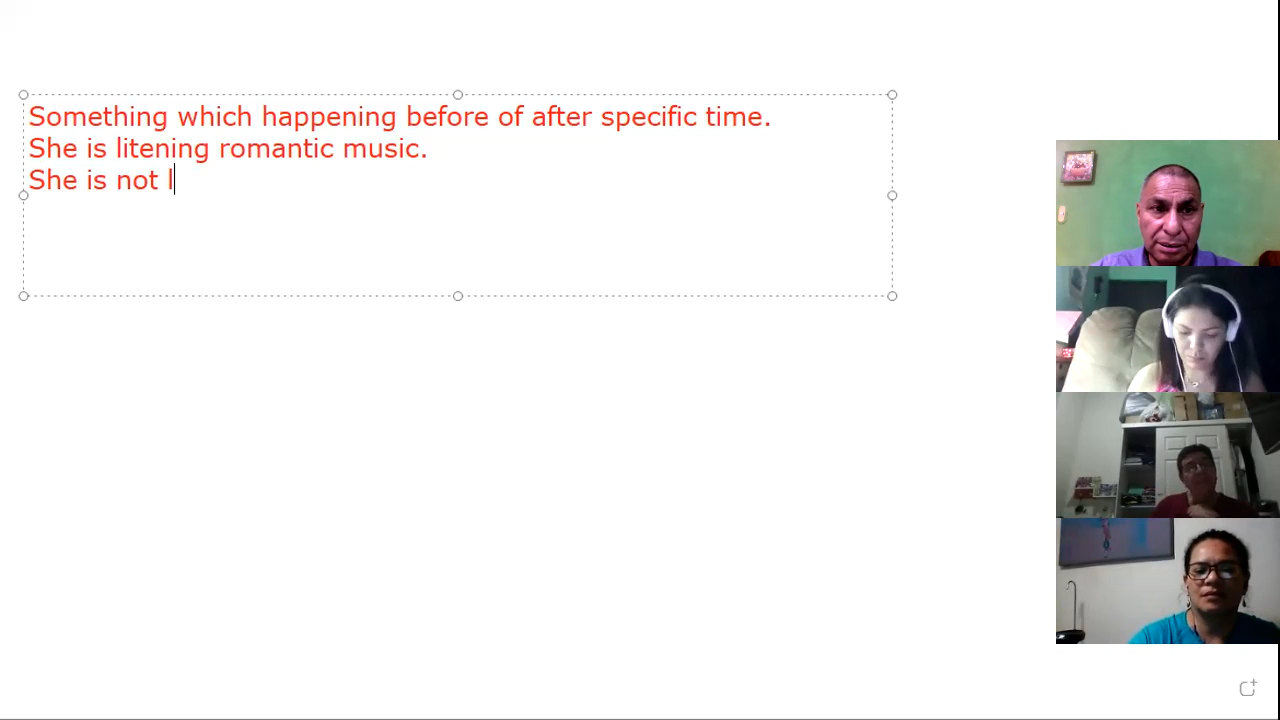 Something which happening before of after specific time.
She is litening romantic music.
She is not l